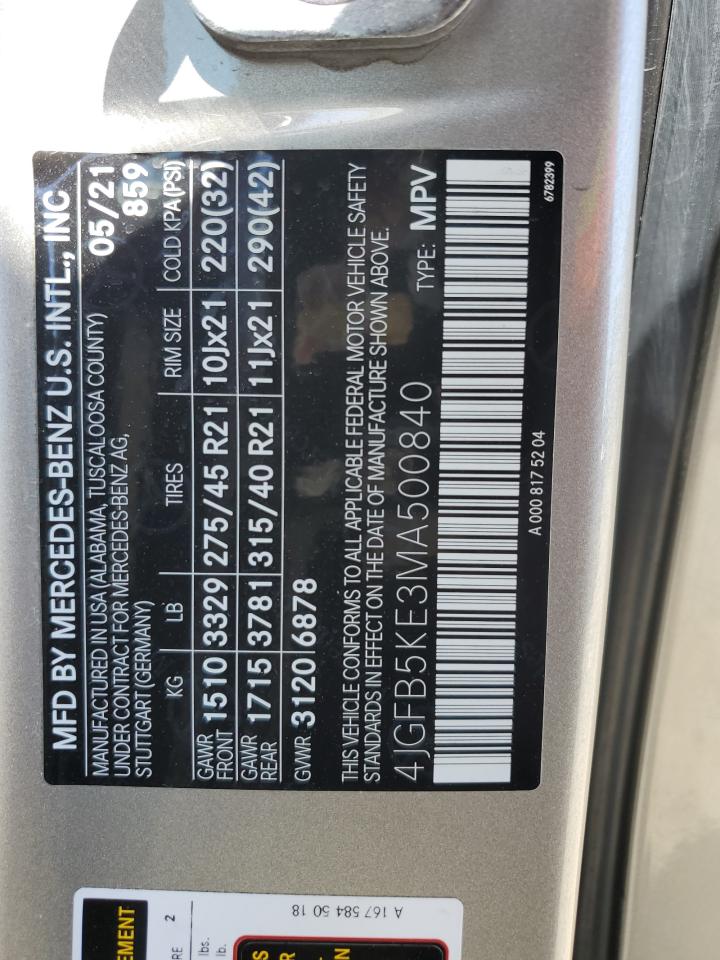 MFD BY MERCEDES-BENZ U.S. INTL., INC
MANUFACTURED IN USA (ALABAMA, TUSCALOOSA COUNTY) 05/21
UNDER CONTRACT FOR MERCEDES-BENZ AG, 859
STUTTGART (GERMANY)
KG LB TIRES RIM SIZE COLD KPA(PSI)
GAWR FRONT 1510 3329 275/45 R21 10Jx21 220(32)
GAWR REAR 1715 3781 315/40 R21 11Jx21 290(42)
GVWR 3120 6878
THIS VEHICLE CONFORMS TO ALL APPLICABLE FEDERAL MOTOR VEHICLE SAFETY
STANDARDS IN EFFECT ON THE DATE OF MANUFACTURE SHOWN ABOVE.
4JGFB5KE3MA500840 TYPE: MPV
A 000 817 52 04 6782399
A 167 584 50 18
EMENT
RE 2
lbs.
lb.
S
R
N